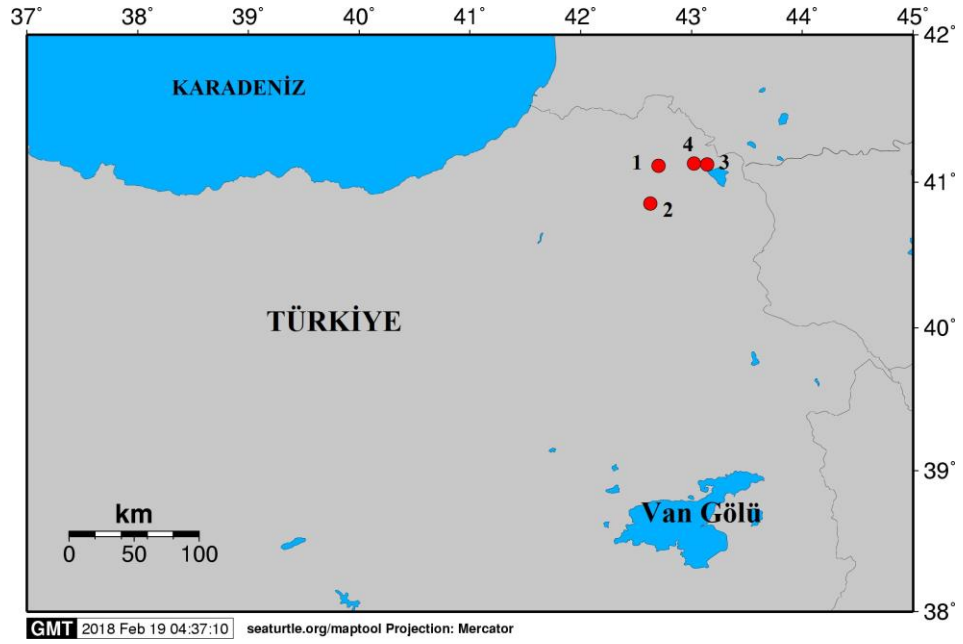 37° 38° 39° 40° 41° 42° 43° 44° 45°
42°
KARADENİZ
4
1 3
41°
2
TÜRKİYE
40°
39°
km
Van Gölü
0 50 100
38°
GMT 2018 Feb 19 04:37:10 seaturtle.org/maptool Projection: Mercator